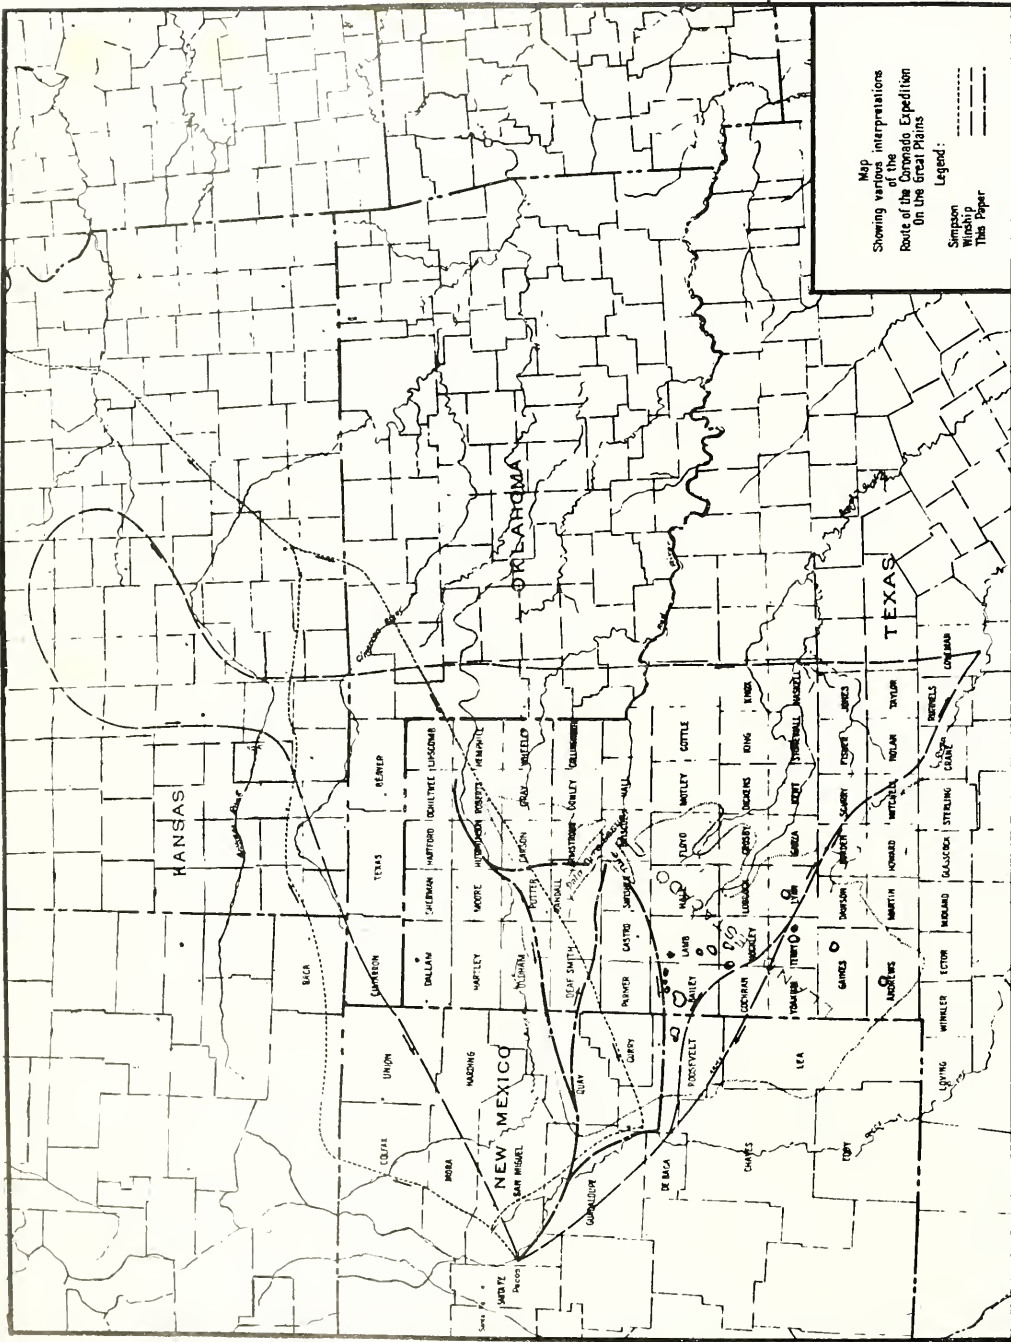 Map
Showing various interpretations
of the
Route of the Coronado Expedition
On the Great Plains
Legend:
Simpson
Winship
This Paper
KANSAS
OKLAHOMA
TEXAS
NEW MEXICO
BACA
UNION
COLFAX
MORA
HARDING
SAN MIGUEL
SANTA FE
Santa Fe
Pecos
GUADALOUPE
QUAY
CURRY
DE BACA
ROOSEVELT
CHAVES
LEA
EDDY
CIMARRON
TEXAS
BEAVER
DALLAM
SHERMAN
HARTFORD
OCHILTREE
LIPSCOMB
HARTLEY
MOORE
HUTCHINSON
ROBERTS
HEMPHILL
OLDHAM
POTTER
CARSON
GRAY
WHEELER
DEAF SMITH
RANDALL
ARMSTRONG
DONLEY
COLLINGSWORTH
PARMER
CASTRO
SWISHER
BRISCOE
HALL
BAILEY
LAMB
HALE
FLOYD
MOTLEY
COTTLE
COCHRAN
HOCKLEY
LUBBOCK
CROSBY
DICKENS
KING
KNOX
YOAKUM
TERRY
LYNN
GARZA
KENT
STONEWALL
HASKELL
GAINES
DAWSON
BORDEN
SCURRY
FISHER
JONES
ANDREWS
MARTIN
HOWARD
MITCHELL
NOLAN
TAYLOR
LOVING
WINKLER
ECTOR
MIDLAND
GLASSCOCK
STERLING
CRANE
RUNNELS
COLEMAN